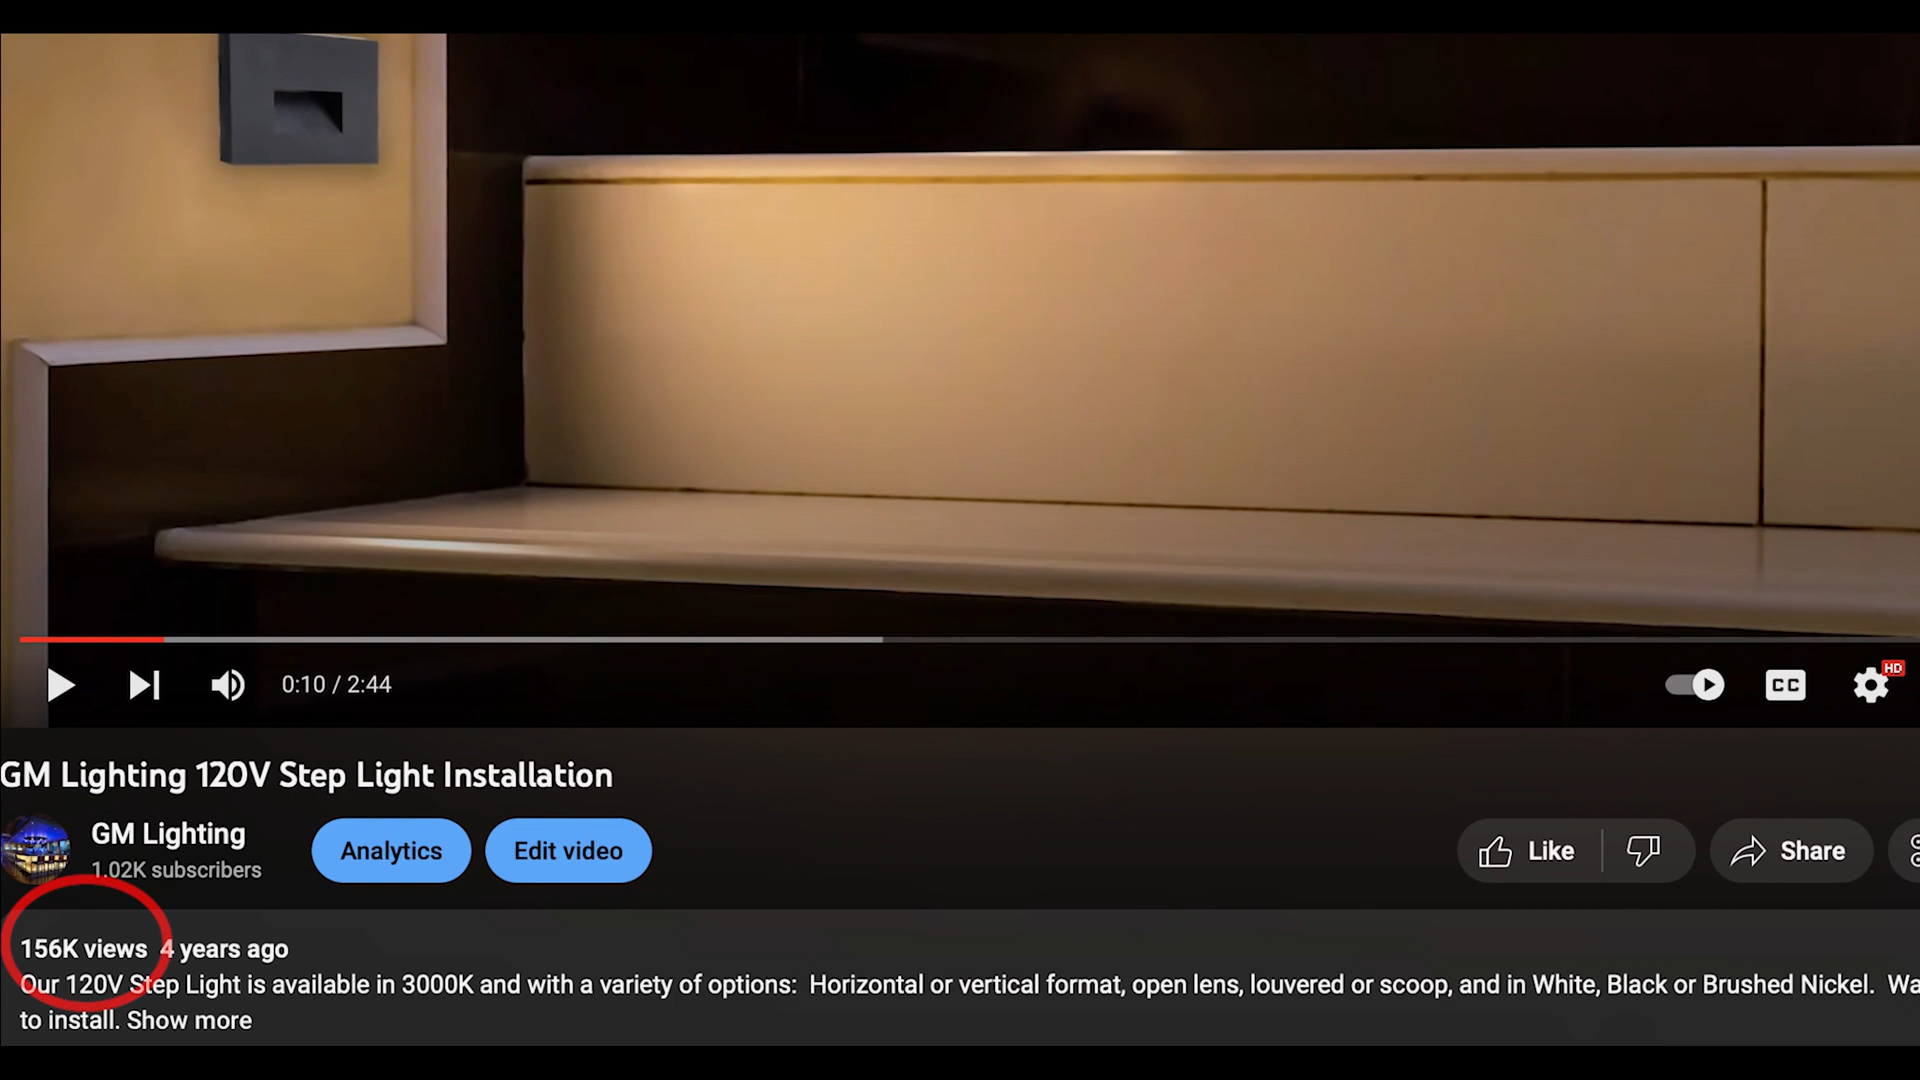 0:10 / 2:44
CC
HD
GM Lighting 120V Step Light Installation
GM Lighting
1.02K subscribers
Analytics
Edit video
Like
Share
156K views 4 years ago
Our 120V Step Light is available in 3000K and with a variety of options: Horizontal or vertical format, open lens, louvered or scoop, and in White, Black or Brushed Nickel.
to install. Show more